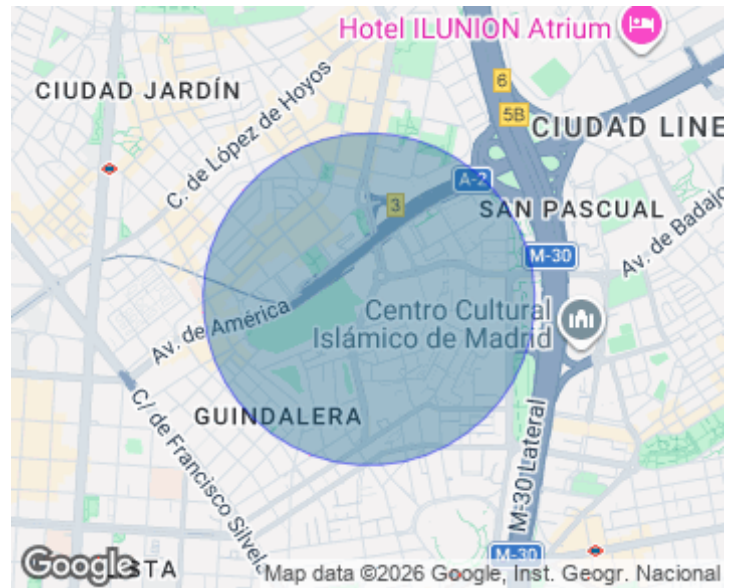 Hotel ILUNION Atrium
CIUDAD JARDÍN
6
5B
C. de López de Hoyos
CIUDAD LINE
A-2
3
SAN PASCUAL
M-30
Av. de Badajo
Av. de América
Centro Cultural
Islámico de Madrid
GUINDALERA
C/ de Francisco Silvela
M-30 Lateral
M-30
Google
STA
Map data ©2026 Google, Inst. Geogr. Nacional